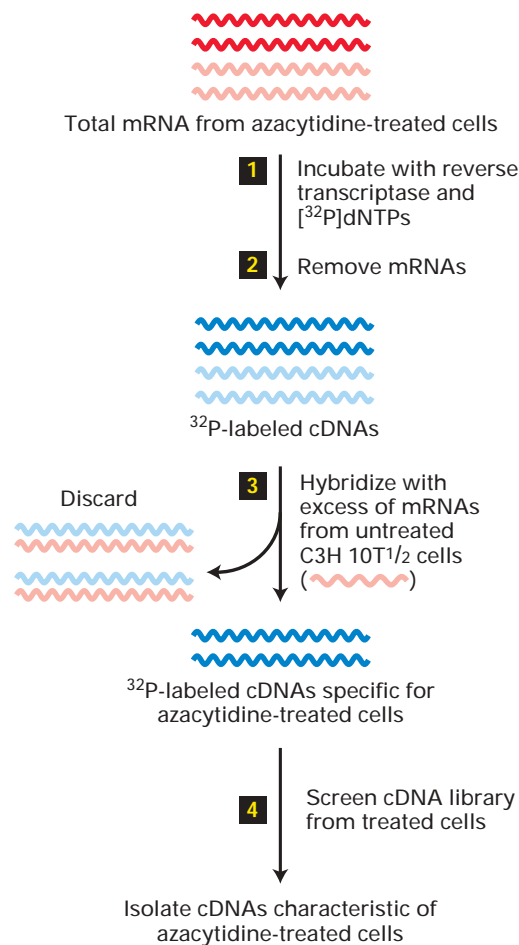 Total mRNA from azacytidine-treated cells
1
Incubate with reverse
transcriptase and
[³²P]dNTPs
2
Remove mRNAs
³²P-labeled cDNAs
3
Hybridize with
excess of mRNAs
from untreated
C3H 10T1/2 cells
( )
Discard
³²P-labeled cDNAs specific for
azacytidine-treated cells
4
Screen cDNA library
from treated cells
Isolate cDNAs characteristic of
azacytidine-treated cells